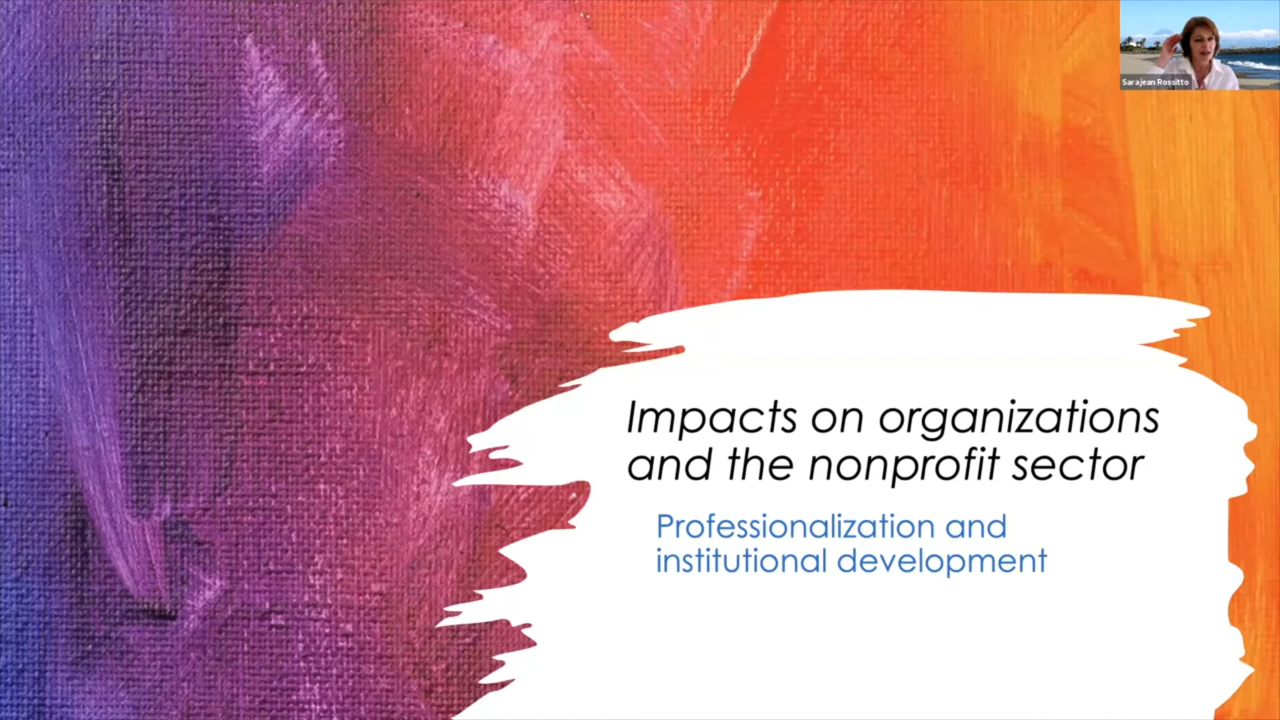 Sarajean Rossitto
Impacts on organizations
and the nonprofit sector
Professionalization and
institutional development